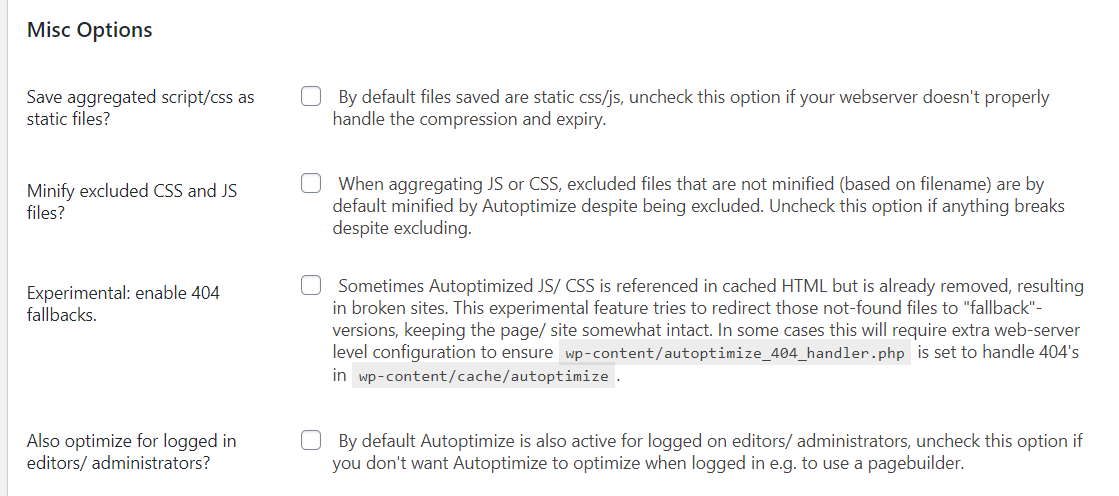 Misc Options
Save aggregated script/css as
static files?
By default files saved are static css/js, uncheck this option if your webserver doesn't properly
handle the compression and expiry.
Minify excluded CSS and JS
files?
When aggregating JS or CSS, excluded files that are not minified (based on filename) are by
default minified by Autoptimize despite being excluded. Uncheck this option if anything breaks
despite excluding.
Experimental: enable 404
fallbacks.
Sometimes Autoptimized JS/ CSS is referenced in cached HTML but is already removed, resulting
in broken sites. This experimental feature tries to redirect those not-found files to "fallback"-
versions, keeping the page/ site somewhat intact. In some cases this will require extra web-server
level configuration to ensure wp-content/autoptimize_404_handler.php is set to handle 404's
in wp-content/cache/autoptimize .
Also optimize for logged in
editors/ administrators?
By default Autoptimize is also active for logged on editors/ administrators, uncheck this option if
you don't want Autoptimize to optimize when logged in e.g. to use a pagebuilder.